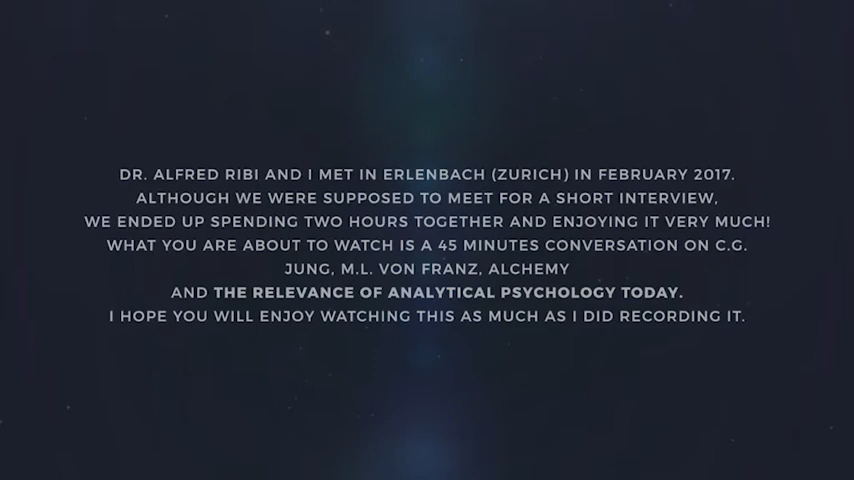 DR. ALFRED RIBI AND I MET IN ERLENBACH (ZURICH) IN FEBRUARY 2017.
ALTHOUGH WE WERE SUPPOSED TO MEET FOR A SHORT INTERVIEW,
WE ENDED UP SPENDING TWO HOURS TOGETHER AND ENJOYING IT VERY MUCH!
WHAT YOU ARE ABOUT TO WATCH IS A 45 MINUTES CONVERSATION ON C.G.
JUNG, M.L. VON FRANZ, ALCHEMY
AND THE RELEVANCE OF ANALYTICAL PSYCHOLOGY TODAY.
I HOPE YOU WILL ENJOY WATCHING THIS AS MUCH AS I DID RECORDING IT.